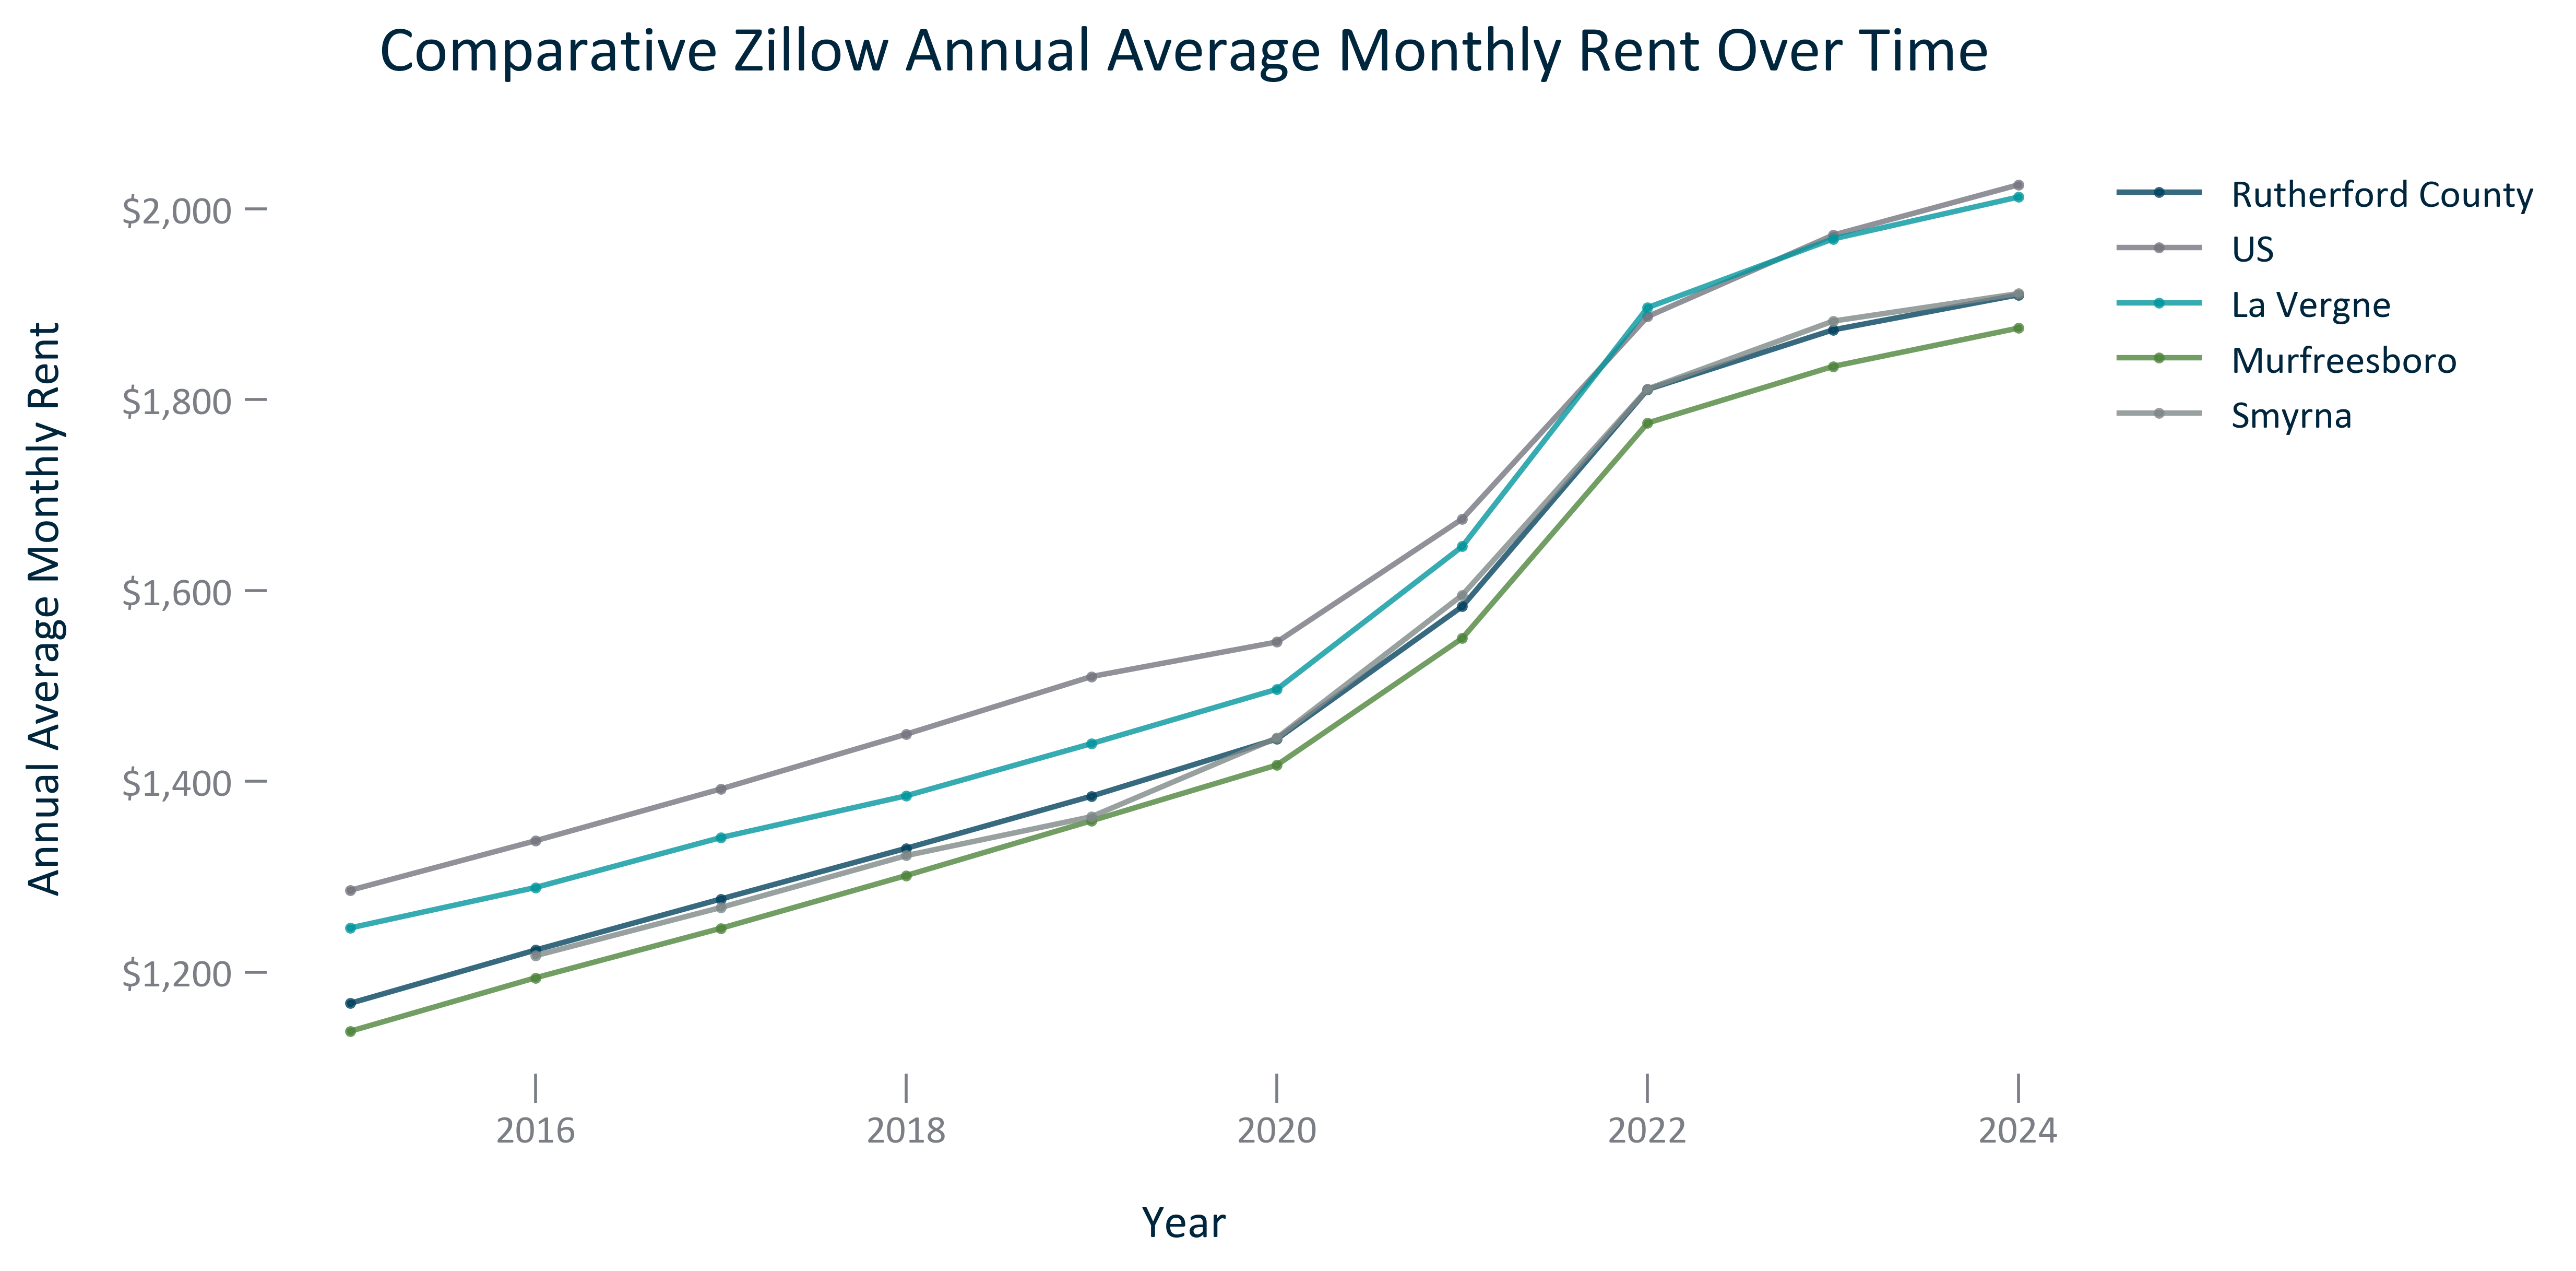 Comparative Zillow Annual Average Monthly Rent Over Time
Annual Average Monthly Rent
$2,000
$1,800
$1,600
$1,400
$1,200
2016
2018
2020
2022
2024
Year
Rutherford County
US
La Vergne
Murfreesboro
Smyrna